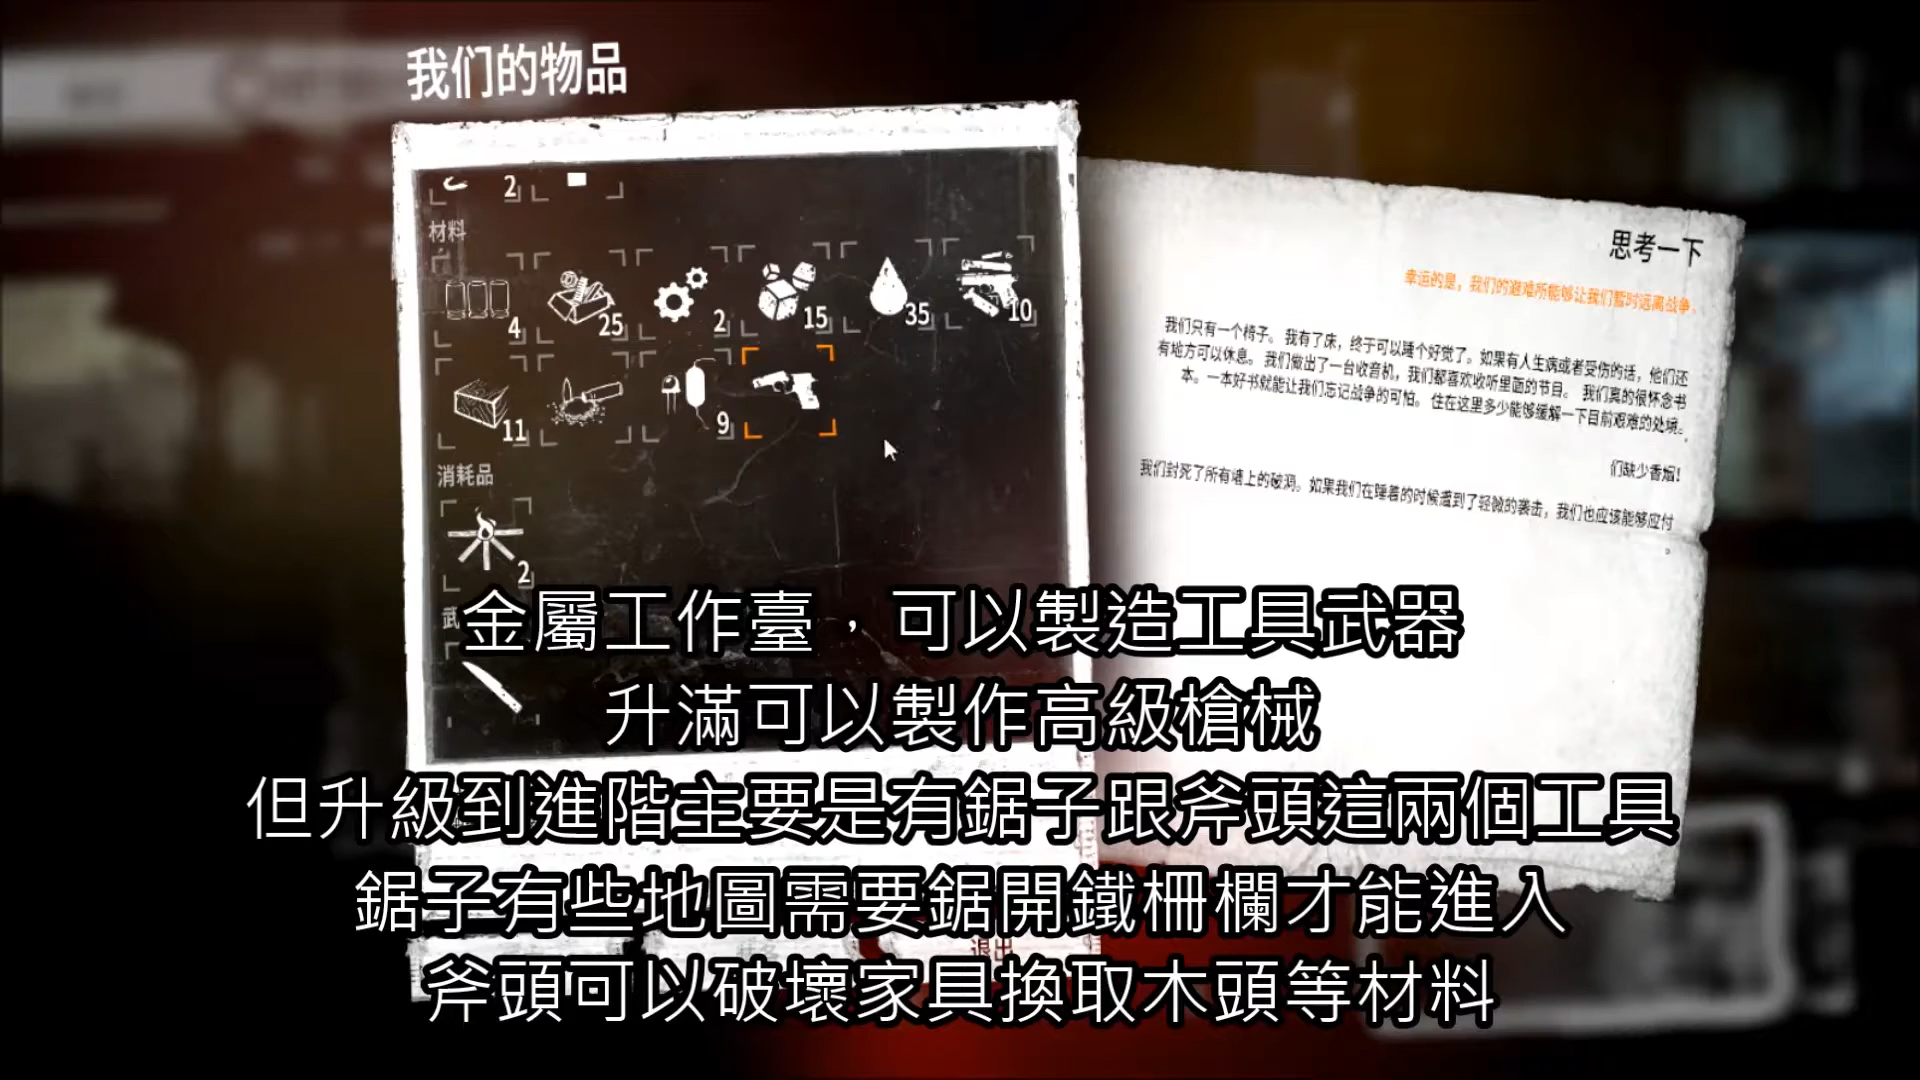 我们的物品
2
材料
4
25
2
15
35
10
11
9
消耗品
2
武
思考一下
幸运的是，我们的避难所能够让我们暂时远离战争。
我们只有一个椅子。 我有了床，终于可以睡个好觉了。如果有人生病或者受伤的话，他们还
有地方可以休息。 我们做出了一台收音机，我们都喜欢收听里面的节目。 我们真的很怀念书
本。一本好书就能让我们忘记战争的可怕。 住在这里多少能够缓解一下目前艰难的处境。
们缺少香烟！
我们封死了所有墙上的破洞。如果我们在睡着的时候遭到了轻微的袭击，我们也应该能够应付
。
金屬工作臺，可以製造工具武器
升滿可以製作高級槍械
但升級到進階主要是有鋸子跟斧頭這兩個工具
鋸子有些地圖需要鋸開鐵柵欄才能進入
退出
斧頭可以破壞家具換取木頭等材料